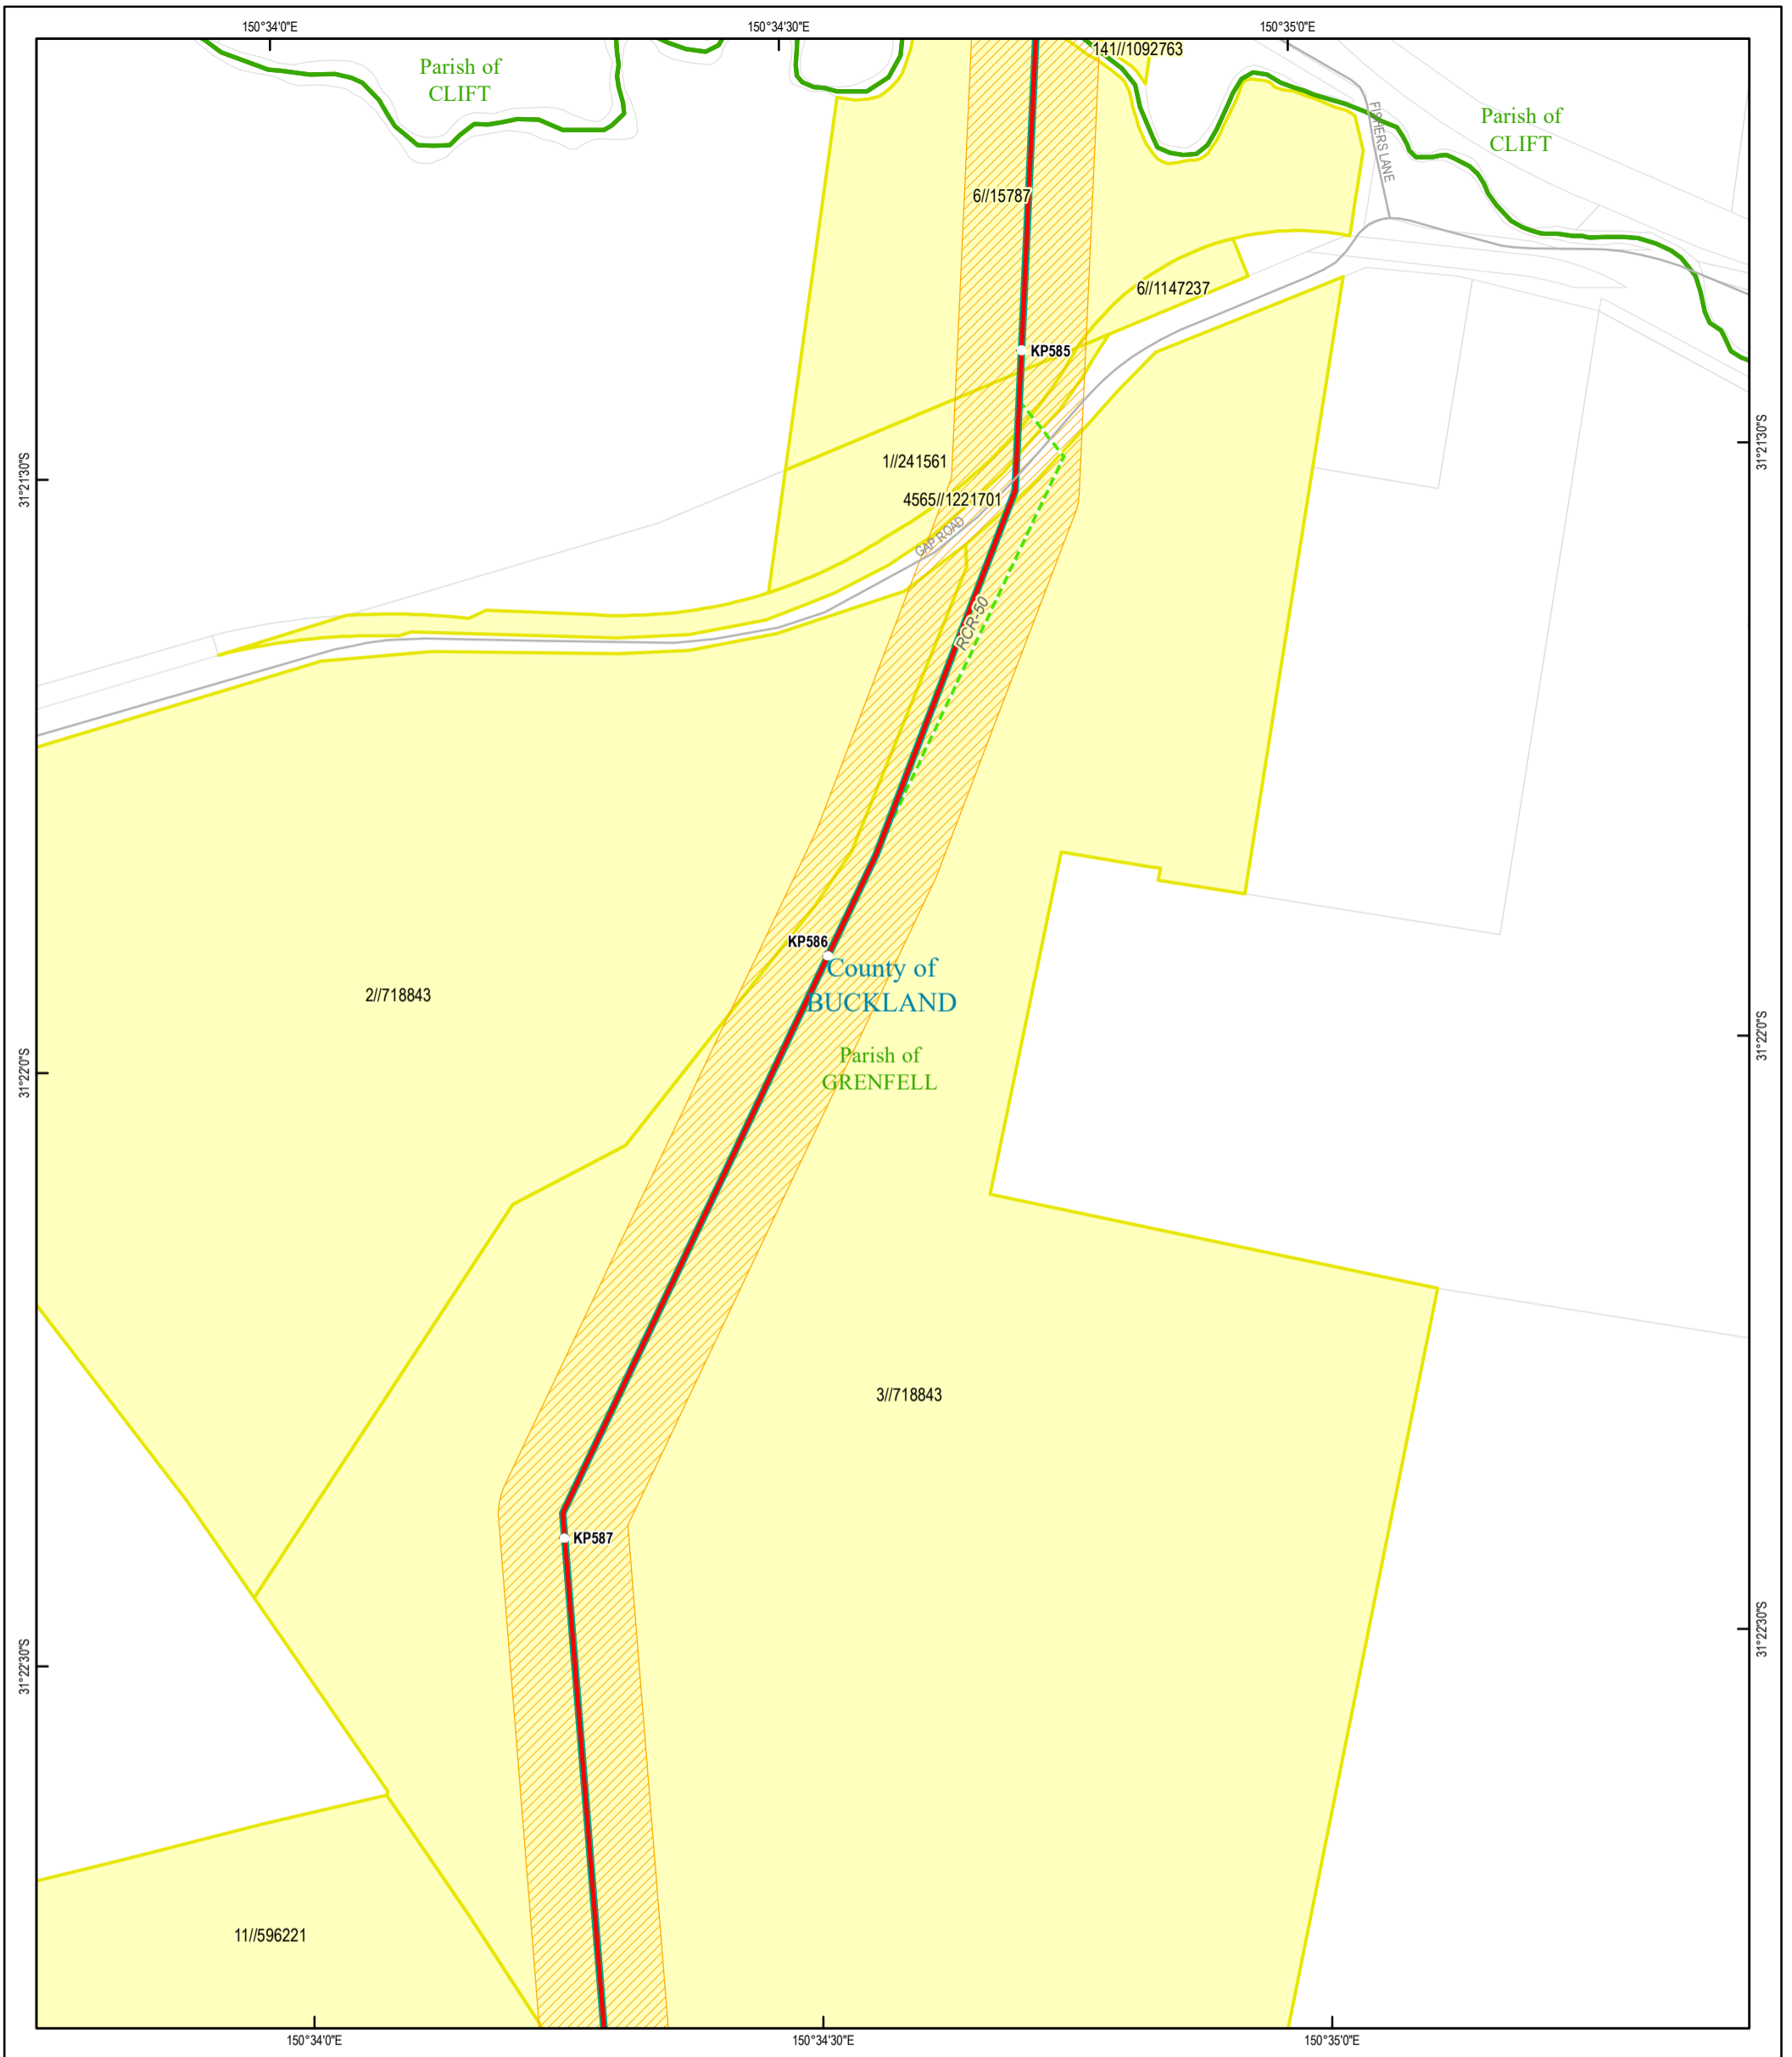 150°34'0"E
150°34'30"E
150°35'0"E
141//1092763
Parish of
CLIFT
FISHERS LANE
Parish of
CLIFT
6//15787
6//1147237
KP585
31°21'30"S
31°21'30"S
1//241561
4565//1221701
GAP ROAD
RCR-50
KP586
County of
BUCKLAND
2//718843
Parish of
GRENFELL
31°22'0"S
31°22'0"S
3//718843
KP587
31°22'30"S
31°22'30"S
11//596221
150°34'0"E
150°34'30"E
150°35'0"E